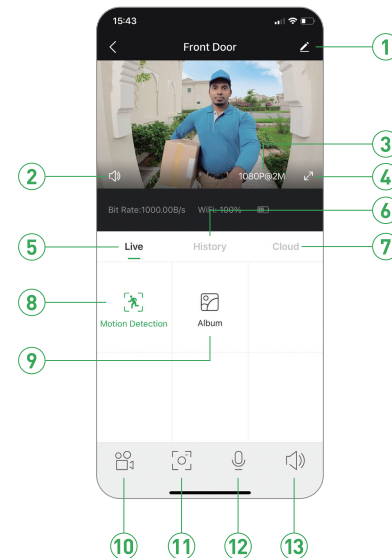 15:43
Front Door
1
3
2
1080P@2M
4
6
Bit Rate:1000.00B/s WiFi: 100%
5
Live
History
Cloud
7
8
Motion Detection
Album
9
10
11
12
13